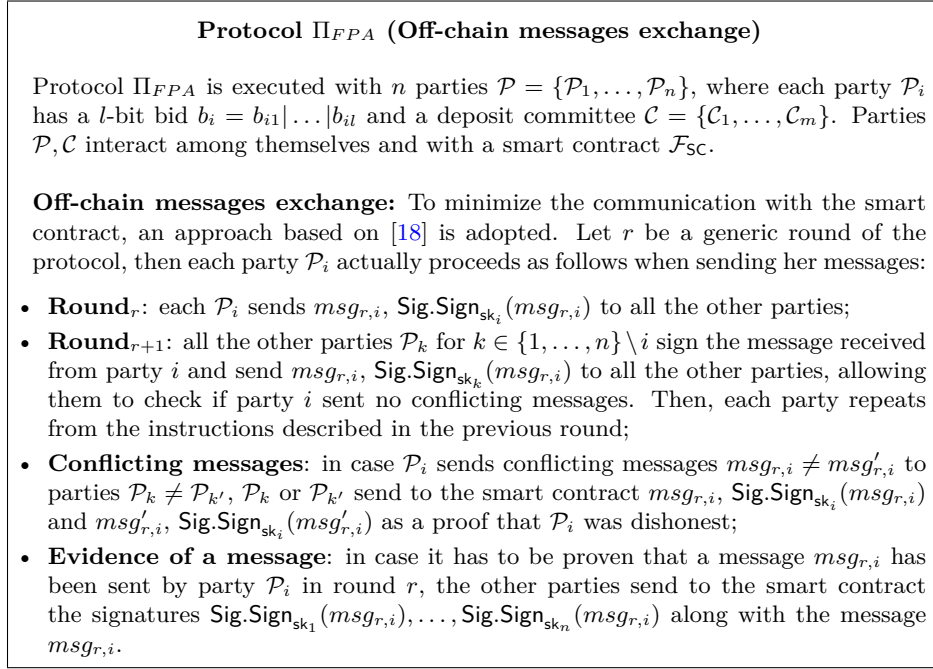 Protocol Π_{FPA} (Off-chain messages exchange)
Protocol Π_{FPA} is executed with n parties 𝒫 = {𝒫_1, . . . , 𝒫_n}, where each party 𝒫_i
has a l-bit bid b_i = b_{i1}| . . . |b_{il} and a deposit committee 𝒞 = {𝒞_1, . . . , 𝒞_m}. Parties
𝒫, 𝒞 interact among themselves and with a smart contract ℱ_{SC}.
Off-chain messages exchange: To minimize the communication with the smart
contract, an approach based on [18] is adopted. Let r be a generic round of the
protocol, then each party 𝒫_i actually proceeds as follows when sending her messages:
• Round_r: each 𝒫_i sends msg_{r,i}, Sig.Sign_{sk_i}(msg_{r,i}) to all the other parties;
• Round_{r+1}: all the other parties 𝒫_k for k ∈ {1, . . . , n} \ i sign the message received
from party i and send msg_{r,i}, Sig.Sign_{sk_k}(msg_{r,i}) to all the other parties, allowing
them to check if party i sent no conflicting messages. Then, each party repeats
from the instructions described in the previous round;
• Conflicting messages: in case 𝒫_i sends conflicting messages msg_{r,i} ≠ msg′_{r,i} to
parties 𝒫_k ≠ 𝒫_{k′}, 𝒫_k or 𝒫_{k′} send to the smart contract msg_{r,i}, Sig.Sign_{sk_i}(msg_{r,i})
and msg′_{r,i}, Sig.Sign_{sk_i}(msg′_{r,i}) as a proof that 𝒫_i was dishonest;
• Evidence of a message: in case it has to be proven that a message msg_{r,i} has
been sent by party 𝒫_i in round r, the other parties send to the smart contract
the signatures Sig.Sign_{sk_1}(msg_{r,i}), . . . , Sig.Sign_{sk_n}(msg_{r,i}) along with the message
msg_{r,i}.